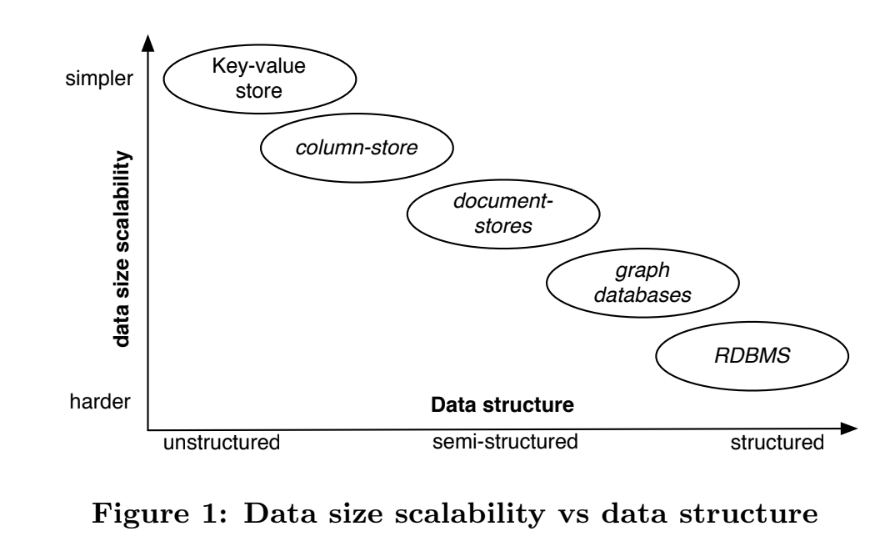 simpler
Key-value
store
column-store
document-
stores
graph
databases
RDBMS
data size scalability
harder
Data structure
unstructured
semi-structured
structured
Figure 1: Data size scalability vs data structure